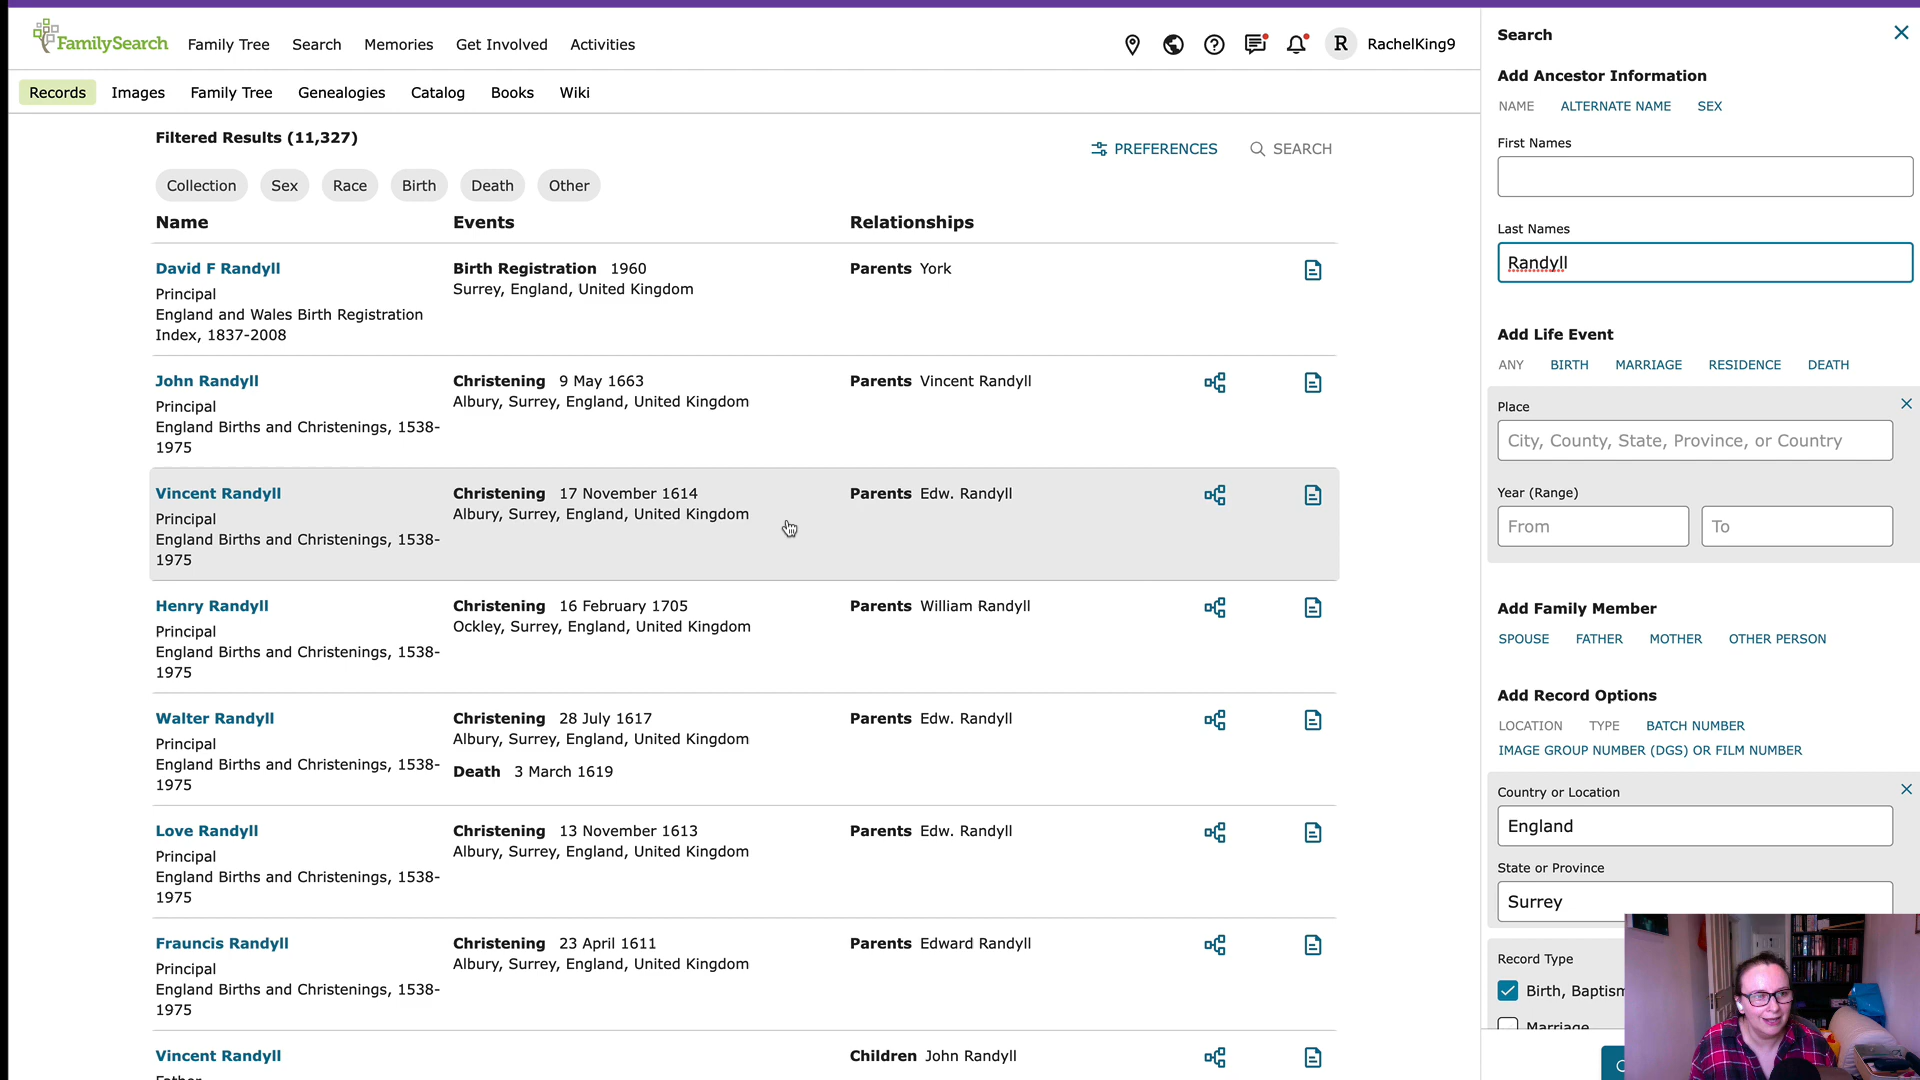 FamilySearch Family Tree Search Memories Get Involved Activities R RachelKing9
Records Images Family Tree Genealogies Catalog Books Wiki
Filtered Results (11,327)
PREFERENCES SEARCH
Collection Sex Race Birth Death Other
Name Events Relationships
David F Randyll Birth Registration 1960 Parents York
Principal Surrey, England, United Kingdom
England and Wales Birth Registration
Index, 1837-2008
John Randyll Christening 9 May 1663 Parents Vincent Randyll
Principal Albury, Surrey, England, United Kingdom
England Births and Christenings, 1538-
1975
Vincent Randyll Christening 17 November 1614 Parents Edw. Randyll
Principal Albury, Surrey, England, United Kingdom
England Births and Christenings, 1538-
1975
Henry Randyll Christening 16 February 1705 Parents William Randyll
Principal Ockley, Surrey, England, United Kingdom
England Births and Christenings, 1538-
1975
Walter Randyll Christening 28 July 1617 Parents Edw. Randyll
Principal Albury, Surrey, England, United Kingdom
England Births and Christenings, 1538- Death 3 March 1619
1975
Love Randyll Christening 13 November 1613 Parents Edw. Randyll
Principal Albury, Surrey, England, United Kingdom
England Births and Christenings, 1538-
1975
Frauncis Randyll Christening 23 April 1611 Parents Edward Randyll
Principal Albury, Surrey, England, United Kingdom
England Births and Christenings, 1538-
1975
Vincent Randyll Children John Randyll
Father
Search
Add Ancestor Information
NAME ALTERNATE NAME SEX
First Names
Last Names
Randyll
Add Life Event
ANY BIRTH MARRIAGE RESIDENCE DEATH
Place
City, County, State, Province, or Country
Year (Range)
From To
Add Family Member
SPOUSE FATHER MOTHER OTHER PERSON
Add Record Options
LOCATION TYPE BATCH NUMBER
IMAGE GROUP NUMBER (DGS) OR FILM NUMBER
Country or Location
England
State or Province
Surrey
Record Type
Birth, Baptism
Marriage